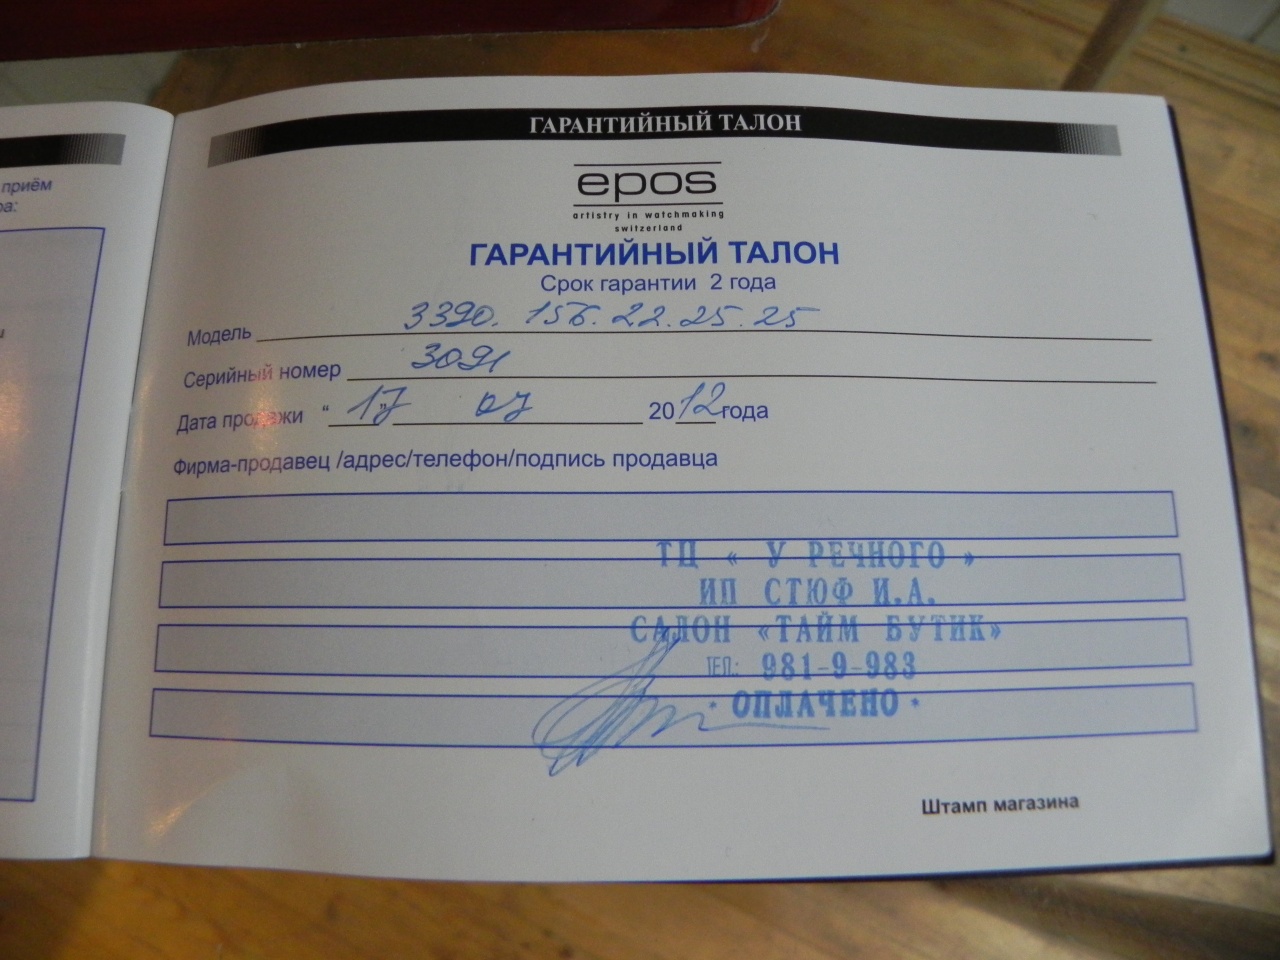 приём
ра:
ГАРАНТИЙНЫЙ ТАЛОН
epos
artistry in watchmaking
switzerland
ГАРАНТИЙНЫЙ ТАЛОН
Срок гарантии 2 года
Модель 3390. 156. 22. 25. 25
Серийный номер 3091
Дата продажи “ 17 ” 07 2012 года
Фирма-продавец /адрес/телефон/подпись продавца
ТЦ « У РЕЧНОГО »
ИП СТЮФ И.А.
САЛОН «ТАЙМ БУТИК»
ТЕЛ.: 981-9-983
· ОПЛАЧЕНО ·
Штамп магазина